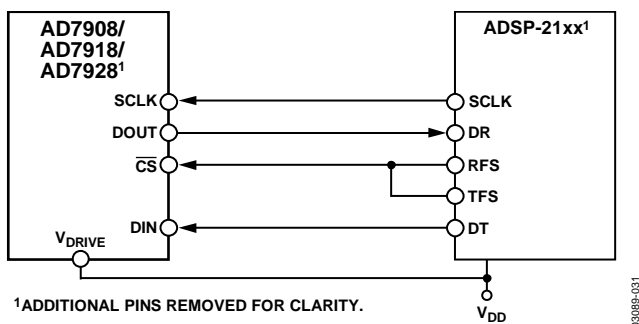 AD7908/
AD7918/
AD7928¹
ADSP-21xx¹
SCLK
SCLK
DOUT
DR
CS
RFS
TFS
DIN
DT
VDRIVE
¹ADDITIONAL PINS REMOVED FOR CLARITY.
VDD
03089-031